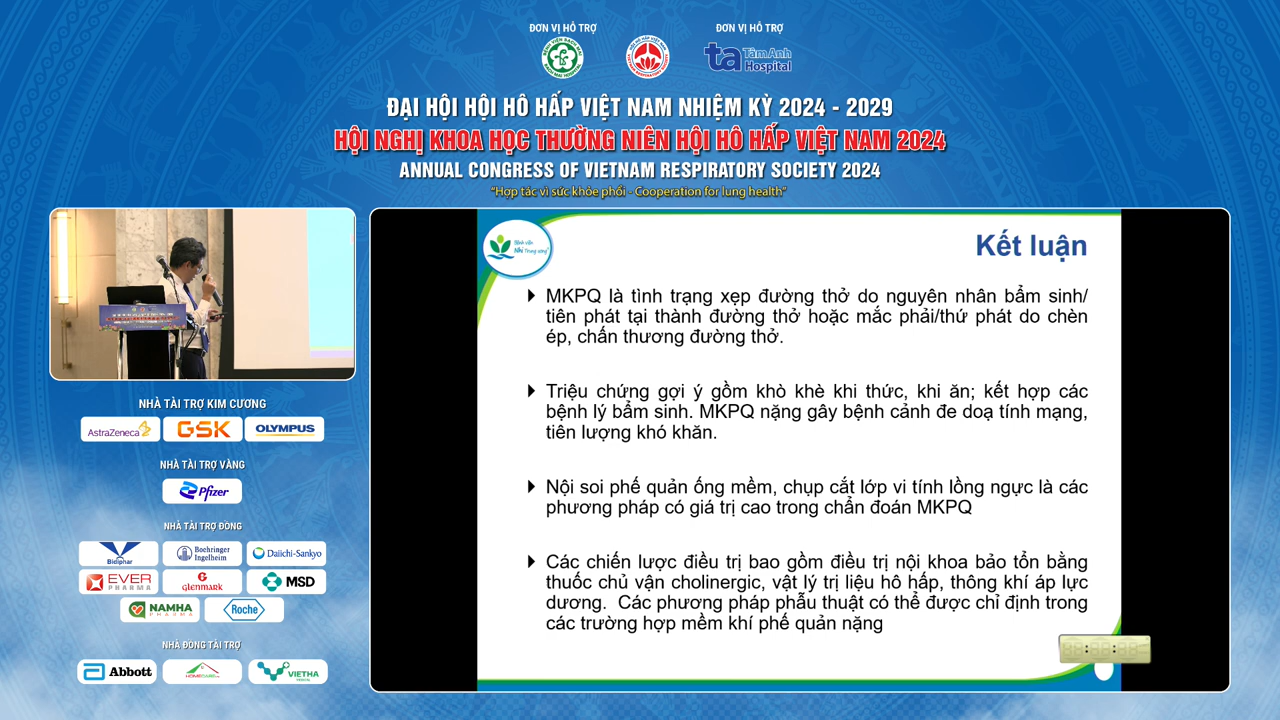 ĐƠN VỊ HỖ TRỢ
ĐƠN VỊ HỖ TRỢ
ta TâmAnh
Hospital
ĐẠI HỘI HỘI HÔ HẤP VIỆT NAM NHIỆM KỲ 2024 - 2029
HỘI NGHỊ KHOA HỌC THƯỜNG NIÊN HỘI HÔ HẤP VIỆT NAM 2024
ANNUAL CONGRESS OF VIETNAM RESPIRATORY SOCIETY 2024
"Hợp tác vì sức khỏe phổi - Cooperation for lung health"
NHÀ TÀI TRỢ KIM CƯƠNG
AstraZeneca
GSK
OLYMPUS
NHÀ TÀI TRỢ VÀNG
Pfizer
NHÀ TÀI TRỢ ĐỒNG
Bidiphar
Boehringer
Ingelheim
Daiichi-Sankyo
EVER
PHARMA
GLENMARK
MSD
NAMHA
PHARMA
Roche
NHÀ ĐỒNG TÀI TRỢ
Abbott
VIETHA
Bệnh viện
Nhi Trung ương
Kết luận
MKPQ là tình trạng xẹp đường thở do nguyên nhân bẩm sinh/
tiên phát tại thành đường thở hoặc mắc phải/thứ phát do chèn
ép, chấn thương đường thở.
Triệu chứng gợi ý gồm khò khè khi thức, khi ăn; kết hợp các
bệnh lý bẩm sinh. MKPQ nặng gây bệnh cảnh đe doạ tính mạng,
tiên lượng khó khăn.
Nội soi phế quản ống mềm, chụp cắt lớp vi tính lồng ngực là các
phương pháp có giá trị cao trong chẩn đoán MKPQ
Các chiến lược điều trị bao gồm điều trị nội khoa bảo tồn bằng
thuốc chủ vận cholinergic, vật lý trị liệu hô hấp, thông khí áp lực
dương. Các phương pháp phẫu thuật có thể được chỉ định trong
các trường hợp mềm khí phế quản nặng